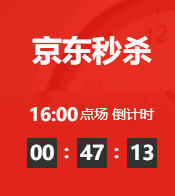 京东秒杀
16:00点场 倒计时
00 : 47 : 13